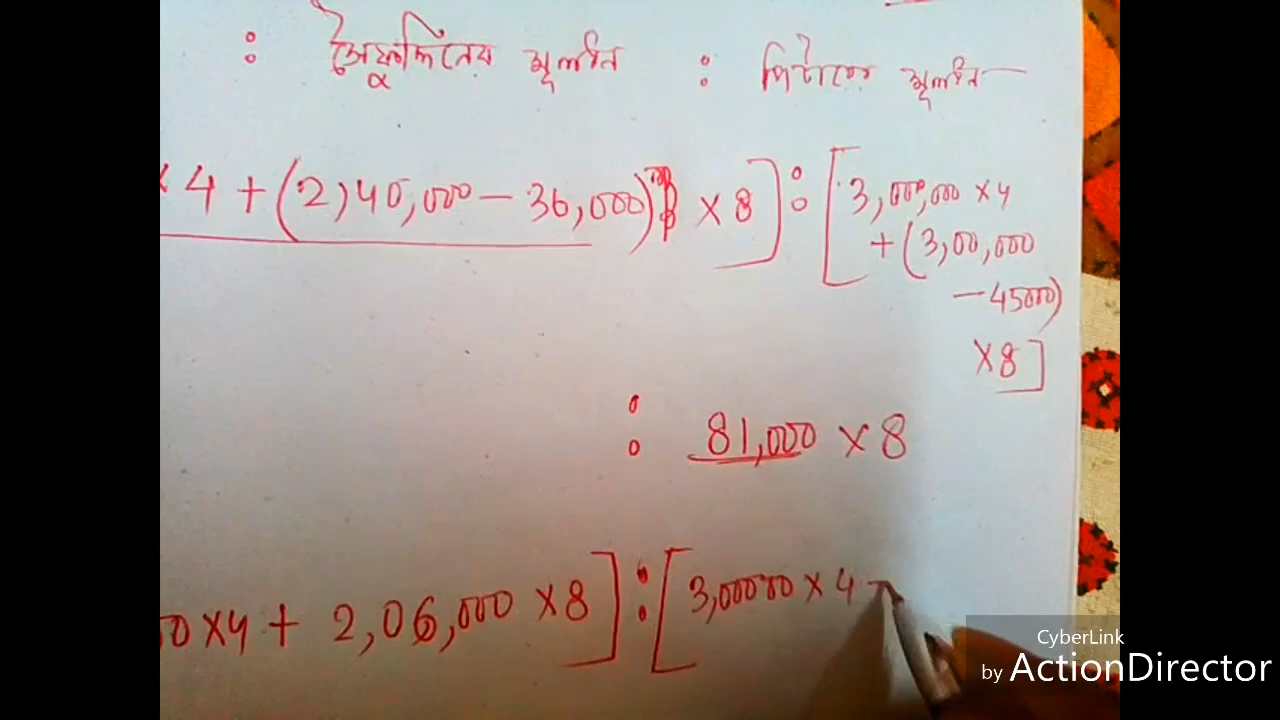 : মূলধন : পিটারের মূলধন
× 4 + (2,40,000 − 36,000) × 8] : [3,00,000 × 4
+ (3,00,000
− 45000)
× 8]
: 81,000 × 8
0 × 4 + 2,06,000 × 8] : [3,00000 × 4
CyberLink
by ActionDirector